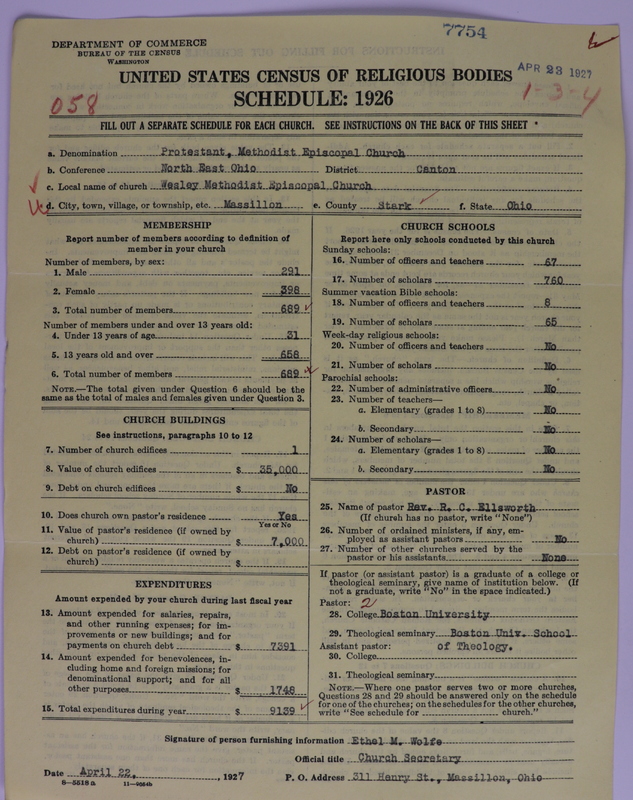 7754
DEPARTMENT OF COMMERCE
BUREAU OF THE CENSUS
WASHINGTON
APR 23 1927
UNITED STATES CENSUS OF RELIGIOUS BODIES
058
SCHEDULE: 1926
1-3-4
FILL OUT A SEPARATE SCHEDULE FOR EACH CHURCH. SEE INSTRUCTIONS ON THE BACK OF THIS SHEET
a. Denomination Protestant, Methodist Episcopal Church
b. Conference North East Ohio District Canton
c. Local name of church Wesley Methodist Episcopal Church
d. City, town, village, or township, etc. Massillon e. County Stark f. State Ohio
MEMBERSHIP
Report number of members according to definition of
member in your church
Number of members, by sex:
1. Male 291
2. Female 398
3. Total number of members 689
Number of members under and over 13 years old:
4. Under 13 years of age 31
5. 13 years old and over 658
6. Total number of members 689
NOTE.—The total given under Question 6 should be
same as the total of males and females given under Question 3.
CHURCH BUILDINGS
See instructions, paragraphs 10 to 12
7. Number of church edifices 1
8. Value of church edifices $ 35,000
9. Debt on church edifices $ No
10. Does church own pastor's residence Yes
Yes or No
11. Value of pastor's residence (if owned by
church) $ 7,000
12. Debt on pastor's residence (if owned by
church) $
EXPENDITURES
Amount expended by your church during last fiscal year
13. Amount expended for salaries, repairs,
and other running expenses; for im-
provements or new buildings; and for
payments on church debt $ 7391
14. Amount expended for benevolences, in-
cluding home and foreign missions; for
denominational support; and for all
other purposes $ 1748
15. Total expenditures during year $ 9139
CHURCH SCHOOLS
Report here only schools conducted by this church
Sunday schools:
16. Number of officers and teachers 67
17. Number of scholars 760
Summer vacation Bible schools:
18. Number of officers and teachers 8
19. Number of scholars 65
Week-day religious schools:
20. Number of officers and teachers No
21. Number of scholars No
Parochial schools:
22. Number of administrative officers No
23. Number of teachers—
a. Elementary (grades 1 to 8) No
b. Secondary No
24. Number of scholars—
a. Elementary (grades 1 to 8) No
b. Secondary No
PASTOR
25. Name of pastor Rev. R. C. Ellsworth
(If church has no pastor, write "None")
26. Number of ordained ministers, if any, em-
ployed as assistant pastors No
27. Number of other churches served by the
pastor or his assistants None
If pastor (or assistant pastor) is a graduate of a college or
theological seminary, give name of institution below. (If
not a graduate, write "No" in the space indicated.)
Pastor: 2
28. College Boston University
29. Theological seminary Boston Univ. School
Assistant pastor: of Theology.
30. College
31. Theological seminary
NOTE.—Where one pastor serves two or more churches,
Questions 28 and 29 should be answered only on the schedule
for one of the churches; on the schedules for the other churches,
write "See schedule for church."
Signature of person furnishing information Ethel M. Wolfe
Official title Church Secretary
Date April 22, , 1927 P. O. Address 311 Henry St., Massillon, Ohio
6—5518 a 11—9054b